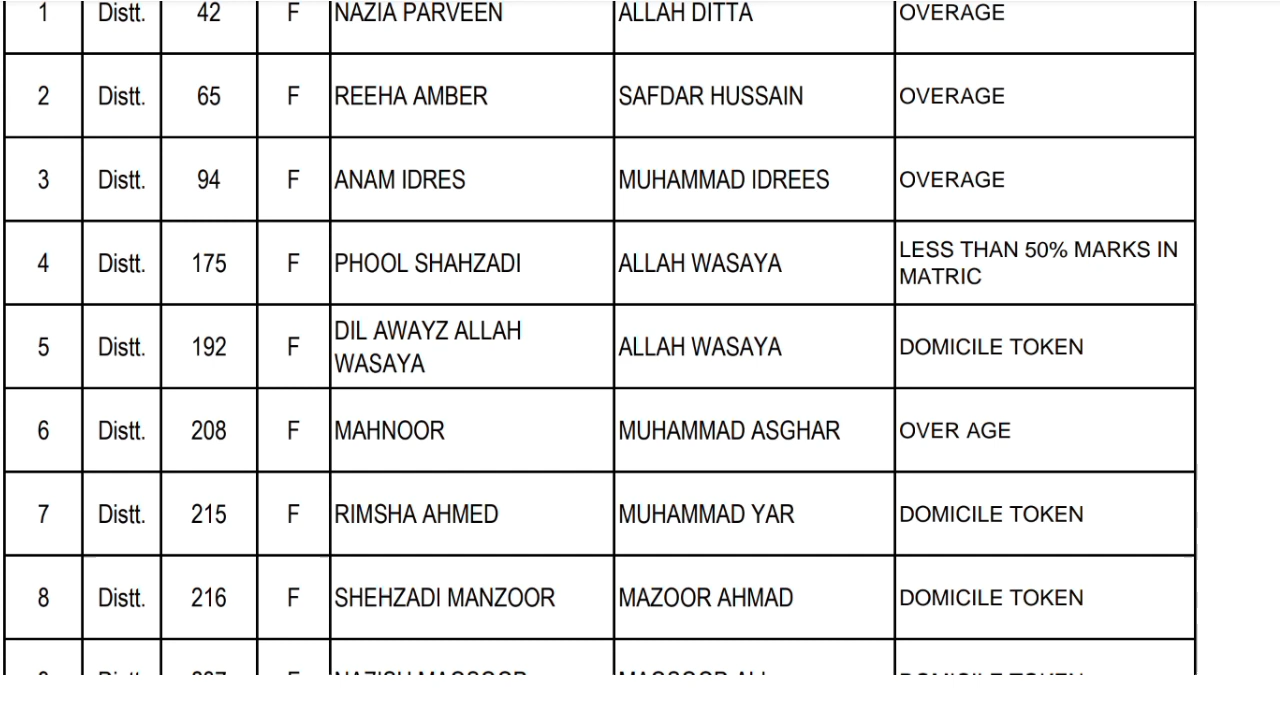 1 Distt. 42 F NAZIA PARVEEN ALLAH DITTA OVERAGE
2 Distt. 65 F REEHA AMBER SAFDAR HUSSAIN OVERAGE
3 Distt. 94 F ANAM IDRES MUHAMMAD IDREES OVERAGE
4 Distt. 175 F PHOOL SHAHZADI ALLAH WASAYA LESS THAN 50% MARKS IN
MATRIC
5 Distt. 192 F DIL AWAYZ ALLAH
WASAYA ALLAH WASAYA DOMICILE TOKEN
6 Distt. 208 F MAHNOOR MUHAMMAD ASGHAR OVER AGE
7 Distt. 215 F RIMSHA AHMED MUHAMMAD YAR DOMICILE TOKEN
8 Distt. 216 F SHEHZADI MANZOOR MAZOOR AHMAD DOMICILE TOKEN